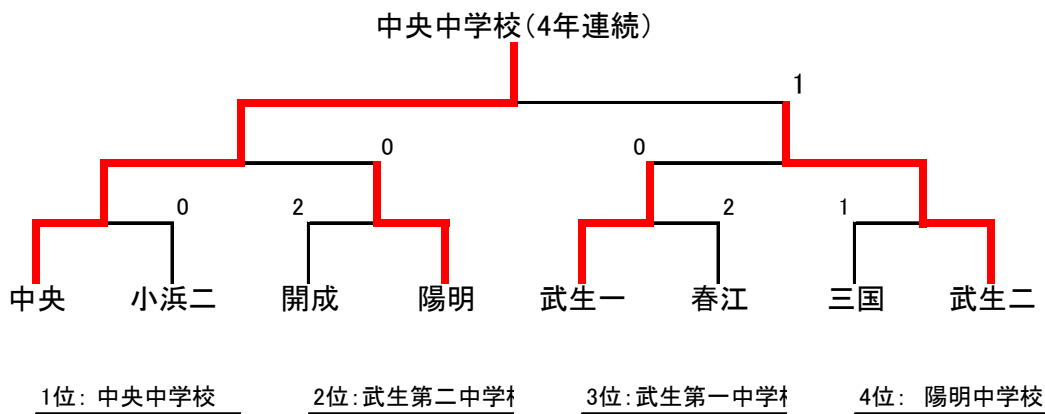 中央中学校(4年連続)
1
0 0
0 2 2 1
中央 小浜二 開成 陽明 武生一 春江 三国 武生二
1位: 中央中学校 2位:武生第二中学 3位:武生第一中学 4位: 陽明中学校